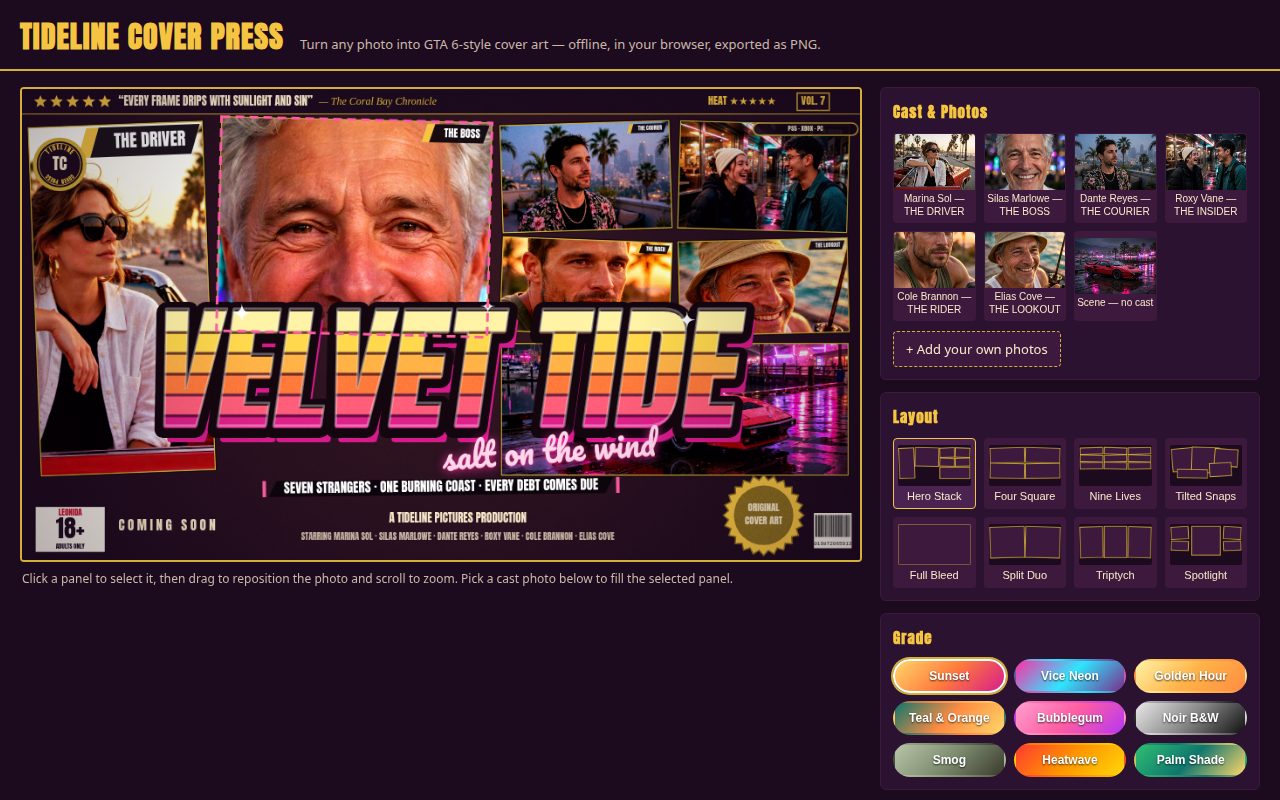 TIDELINE COVER PRESS
Turn any photo into GTA 6-style cover art — offline, in your browser, exported as PNG.
“EVERY FRAME DRIPS WITH SUNLIGHT AND SIN” — The Coral Bay Chronicle
HEAT ★★★★★
VOL. 7
PS5 · XBOX · PC
TIDELINE
TC
THE DRIVER
THE BOSS
THE COURIER
THE RIDER
THE LOOKOUT
VELVET TIDE
salt on the wind
SEVEN STRANGERS · ONE BURNING COAST · EVERY DEBT COMES DUE
LEONIDA
18+
ADULTS ONLY
COMING SOON
A TIDELINE PICTURES PRODUCTION
STARRING MARINA SOL · SILAS MARLOWE · DANTE REYES · ROXY VANE · COLE BRANNON · ELIAS COVE
ORIGINAL
COVER ART
Click a panel to select it, then drag to reposition the photo and scroll to zoom. Pick a cast photo below to fill the selected panel.
Cast & Photos
Marina Sol —
THE DRIVER
Silas Marlowe —
THE BOSS
Dante Reyes —
THE COURIER
Roxy Vane —
THE INSIDER
Cole Brannon —
THE RIDER
Elias Cove —
THE LOOKOUT
Scene — no cast
+ Add your own photos
Layout
Hero Stack
Four Square
Nine Lives
Tilted Snaps
Full Bleed
Split Duo
Triptych
Spotlight
Grade
Sunset
Vice Neon
Golden Hour
Teal & Orange
Bubblegum
Noir B&W
Smog
Heatwave
Palm Shade